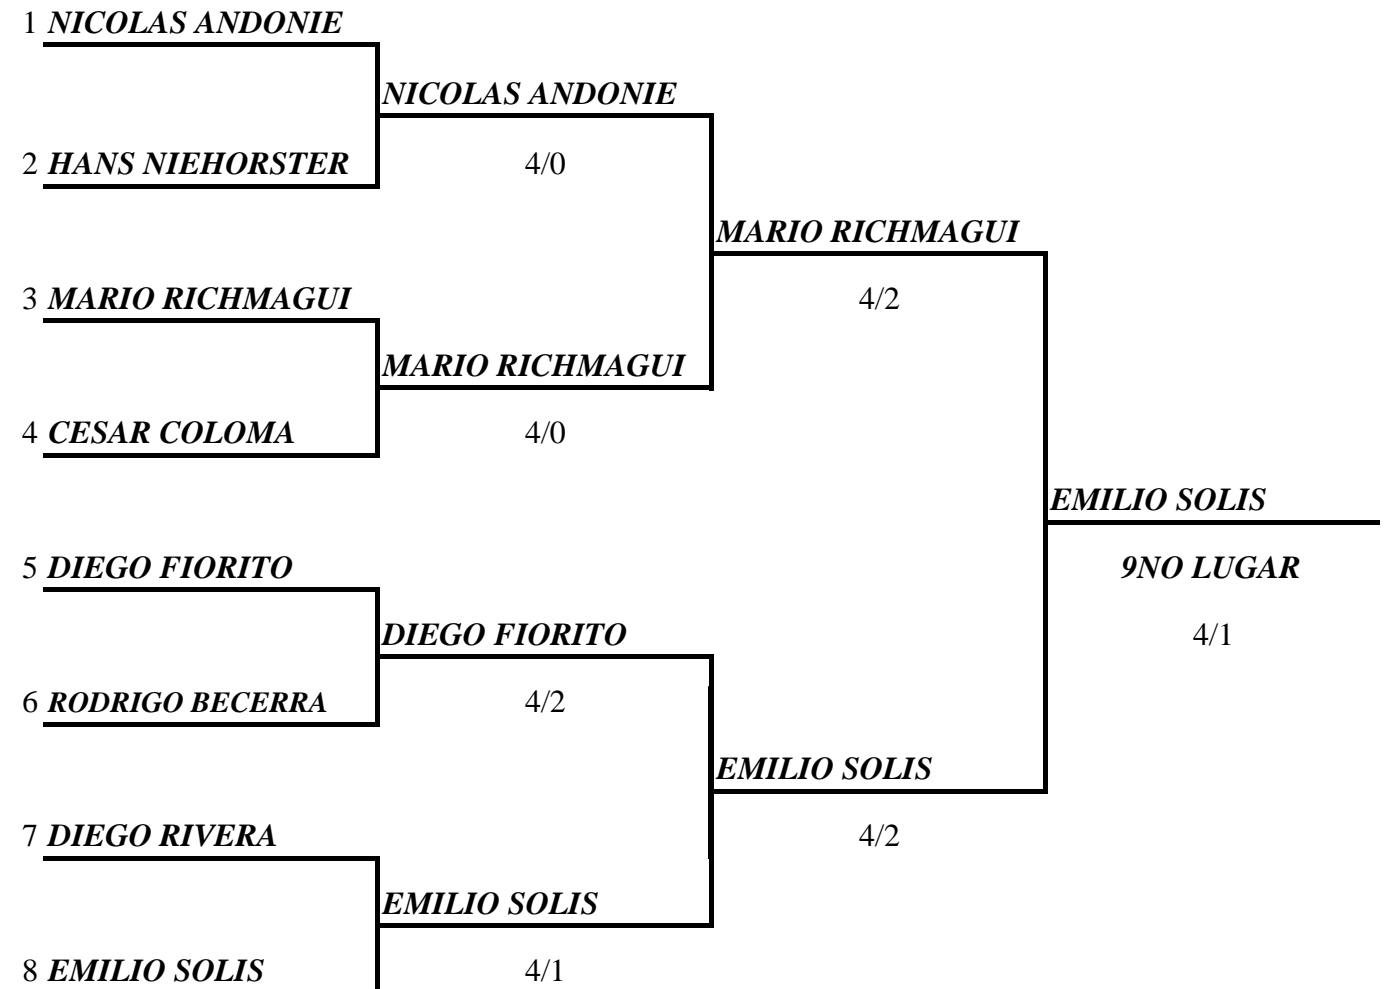 1 NICOLAS ANDONIE
NICOLAS ANDONIE
2 HANS NIEHORSTER
4/0
MARIO RICHMAGUI
3 MARIO RICHMAGUI
4/2
MARIO RICHMAGUI
4 CESAR COLOMA
4/0
EMILIO SOLIS
5 DIEGO FIORITO
9NO LUGAR
DIEGO FIORITO
4/1
6 RODRIGO BECERRA
4/2
EMILIO SOLIS
7 DIEGO RIVERA
4/2
EMILIO SOLIS
8 EMILIO SOLIS
4/1